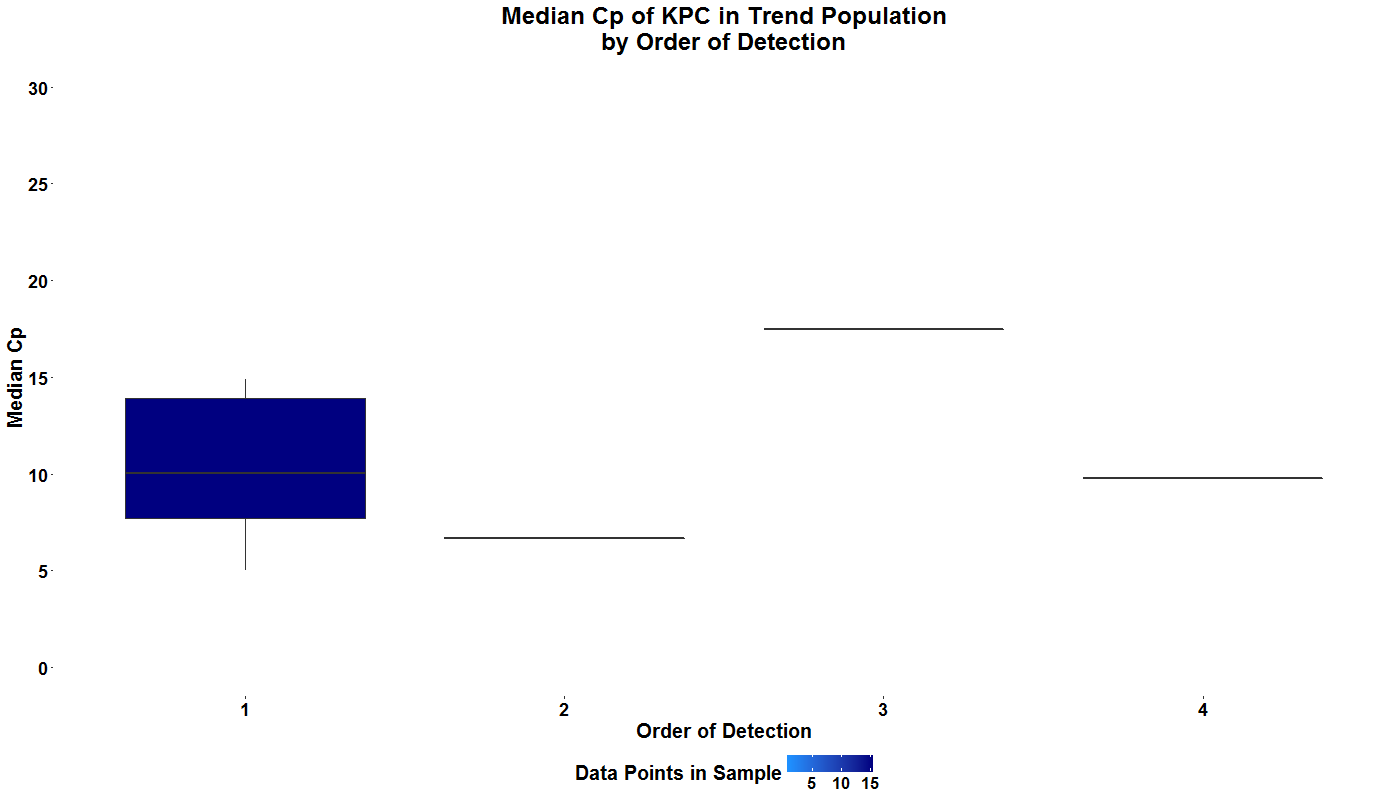 Median Cp of KPC in Trend Population
by Order of Detection
Median Cp
30
25
20
15
10
5
0
1 2 3 4
Order of Detection
Data Points in Sample
5 10 15